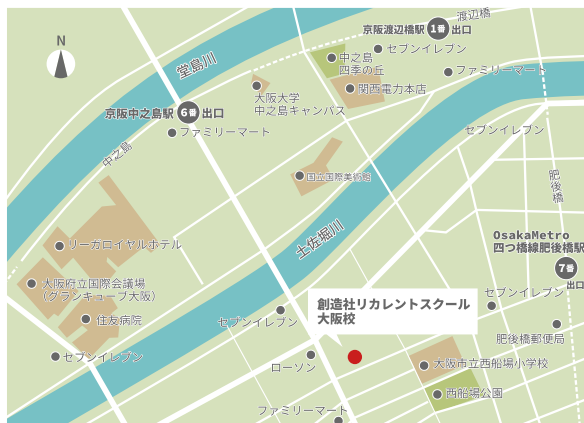 渡辺橋
京阪渡辺橋駅 1番 出口
セブンイレブン
N
堂島川
中之島
四季の丘
ファミリーマート
関西電力本店
大阪大学
中之島キャンパス
京阪中之島駅 6番 出口
ファミリーマート
セブンイレブン
中之島
国立国際美術館
肥後橋
土佐堀川
OsakaMetro
四つ橋線肥後橋駅
7番
出口
リーガロイヤルホテル
大阪府立国際会議場
(グランキューブ大阪)
住友病院
セブンイレブン
セブンイレブン
セブンイレブン
創造社リカレントスクール
大阪校
肥後橋郵便局
ローソン
大阪市立西船場小学校
西船場公園
ファミリーマート